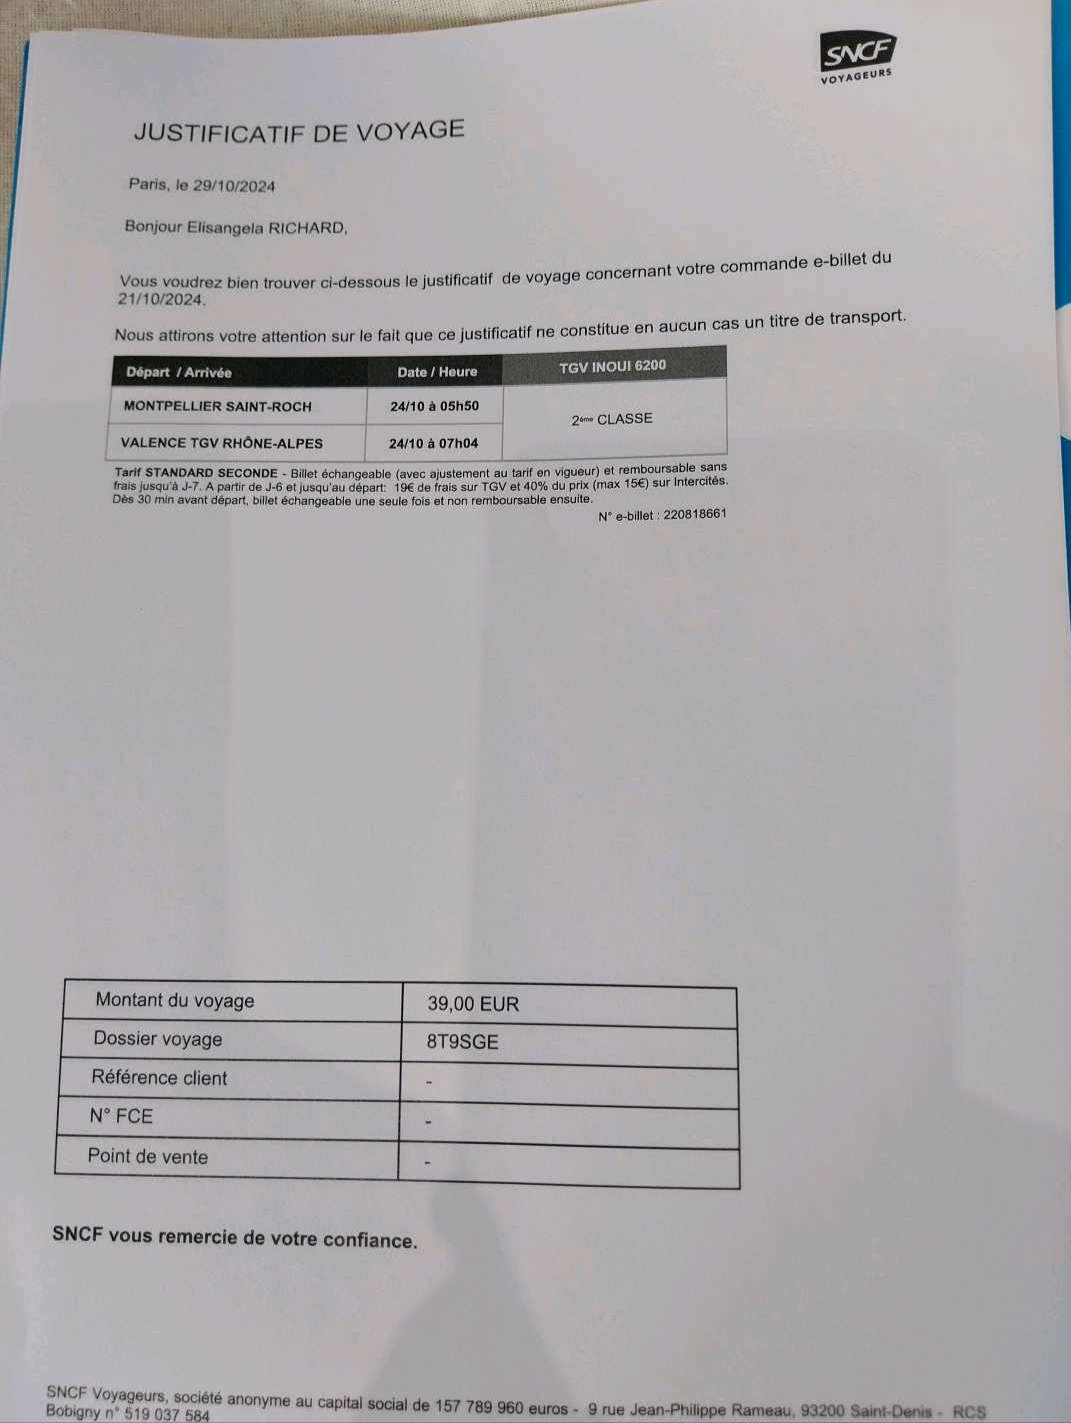 SNCF
VOYAGEURS
JUSTIFICATIF DE VOYAGE
Paris, le 29/10/2024
Bonjour Elisangela RICHARD,
Vous voudrez bien trouver ci-dessous le justificatif de voyage concernant votre commande e-billet du
21/10/2024.
Nous attirons votre attention sur le fait que ce justificatif ne constitue en aucun cas un titre de transport.
Départ / Arrivée Date / Heure TGV INOUI 6200
MONTPELLIER SAINT-ROCH 24/10 à 05h50
2ème CLASSE
VALENCE TGV RHÔNE-ALPES 24/10 à 07h04
Tarif STANDARD SECONDE - Billet échangeable (avec ajustement au tarif en vigueur) et remboursable sans
frais jusqu'à J-7. A partir de J-6 et jusqu'au départ: 19€ de frais sur TGV et 40% du prix (max 15€) sur Intercités.
Dès 30 min avant départ, billet échangeable une seule fois et non remboursable ensuite.
N° e-billet : 220818661
Montant du voyage 39,00 EUR
Dossier voyage 8T9SGE
Référence client -
N° FCE -
Point de vente -
SNCF vous remercie de votre confiance.
SNCF Voyageurs, société anonyme au capital social de 157 789 960 euros - 9 rue Jean-Philippe Rameau, 93200 Saint-Denis - RCS
Bobigny n° 519 037 584